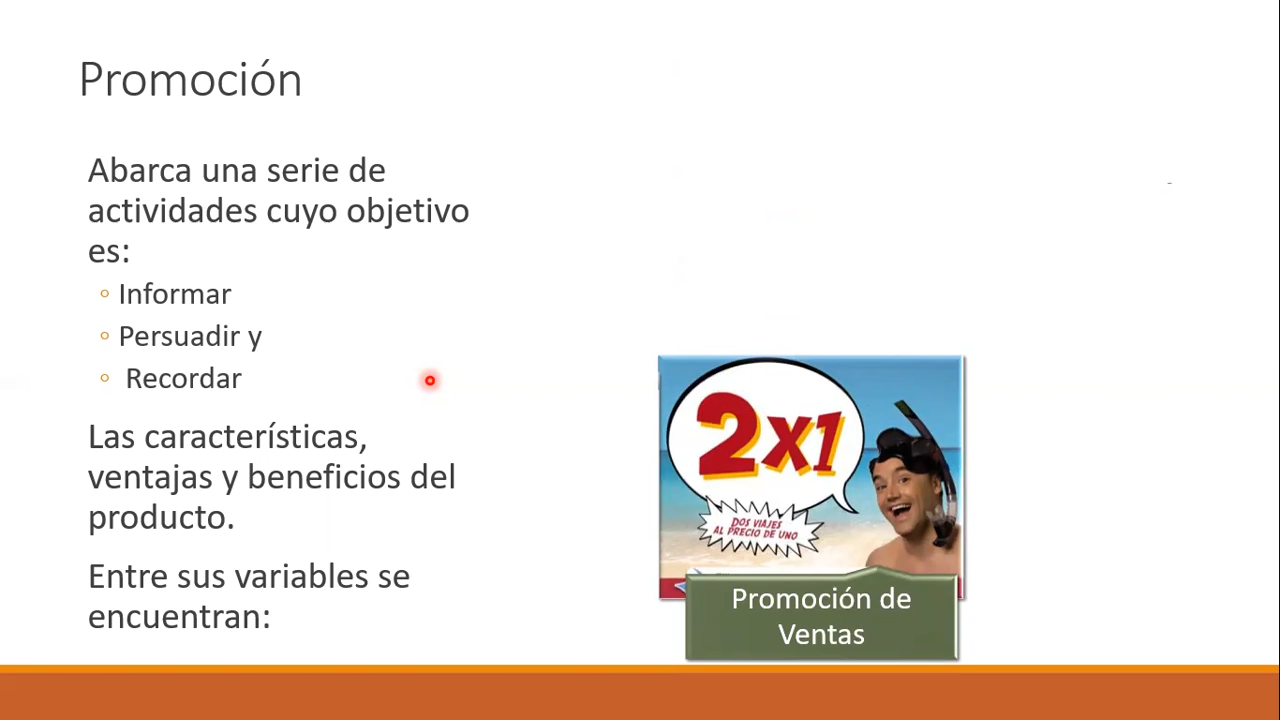 Promoción
Abarca una serie de
actividades cuyo objetivo
es:
Informar
Persuadir y
Recordar
Las características,
ventajas y beneficios del
producto.
Entre sus variables se
encuentran:
2x1
DOS VIAJES
AL PRECIO DE UNO
Promoción de
Ventas